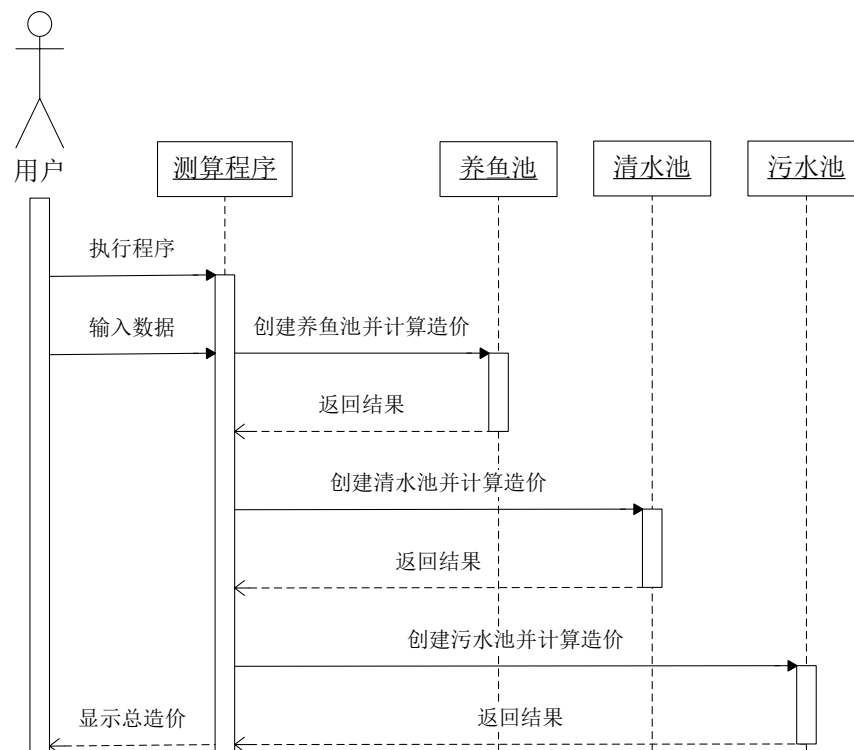 用户
测算程序
养鱼池
清水池
污水池
执行程序
输入数据
创建养鱼池并计算造价
返回结果
创建清水池并计算造价
返回结果
创建污水池并计算造价
显示总造价
返回结果